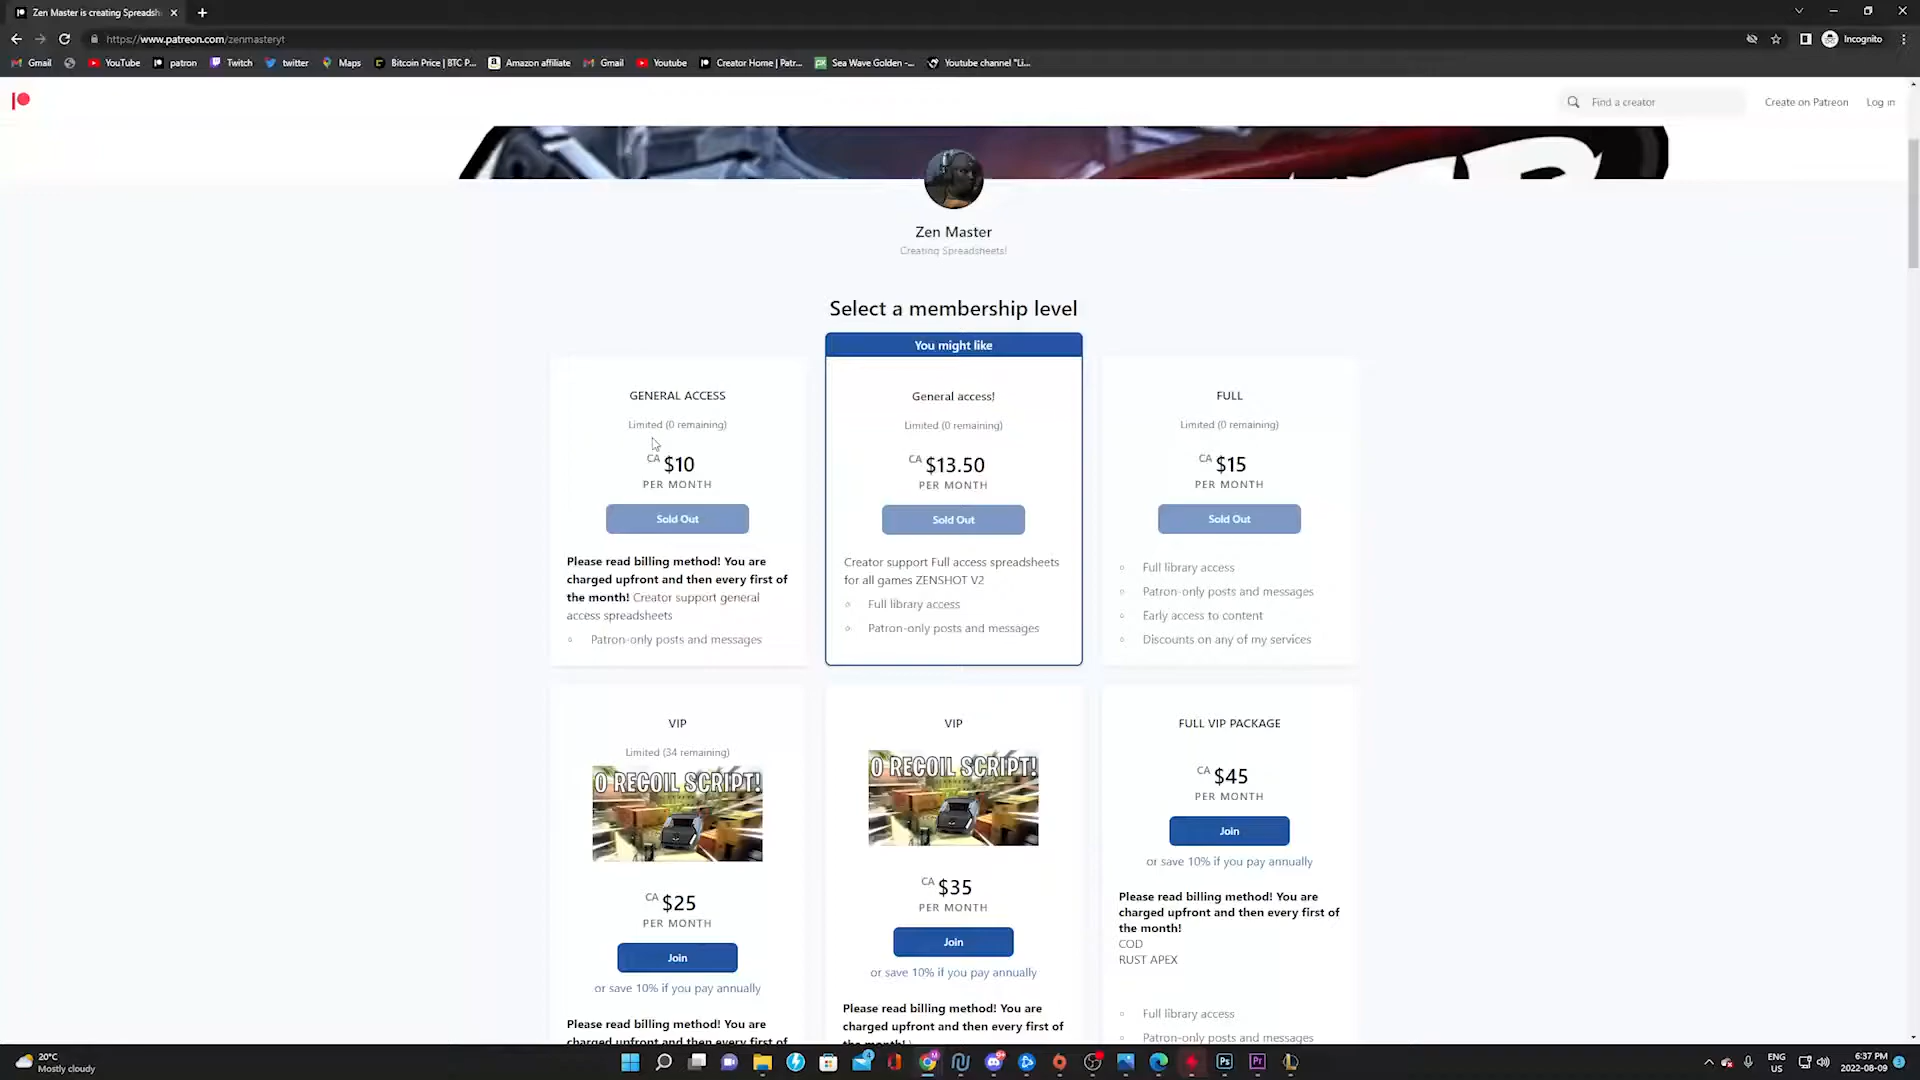 Zen Master is creating Spreadsh
https://www.patreon.com/zenmasteryt
Incognito
Gmail
YouTube
patron
Twitch
twitter
Maps
Bitcoin Price | BTC P...
Amazon affiliate
Gmail
Youtube
Creator Home | Patr...
Sea Wave Golden -...
Youtube channel "Li...
Find a creator
Create on Patreon
Log in
Zen Master
Creating Spreadsheets!
Select a membership level
You might like
GENERAL ACCESS
Limited (0 remaining)
CA $10
PER MONTH
Sold Out
Please read billing method! You are
charged upfront and then every first of
the month! Creator support general
access spreadsheets
Patron-only posts and messages
General access!
Limited (0 remaining)
CA $13.50
PER MONTH
Sold Out
Creator support Full access spreadsheets
for all games ZENSHOT V2
Full library access
Patron-only posts and messages
FULL
Limited (0 remaining)
CA $15
PER MONTH
Sold Out
Full library access
Patron-only posts and messages
Early access to content
Discounts on any of my services
VIP
Limited (34 remaining)
0 RECOIL SCRIPT!
CA $25
PER MONTH
Join
or save 10% if you pay annually
Please read billing method! You are
charged upfront and then every first of
VIP
0 RECOIL SCRIPT!
CA $35
PER MONTH
Join
or save 10% if you pay annually
Please read billing method! You are
charged upfront and then every first of
the month!
FULL VIP PACKAGE
CA $45
PER MONTH
Join
or save 10% if you pay annually
Please read billing method! You are
charged upfront and then every first of
the month!
COD
RUST APEX
Full library access
Patron-only posts and messages
20°C
Mostly cloudy
Ps
Pr
ENG
US
6:37 PM
2022-08-09